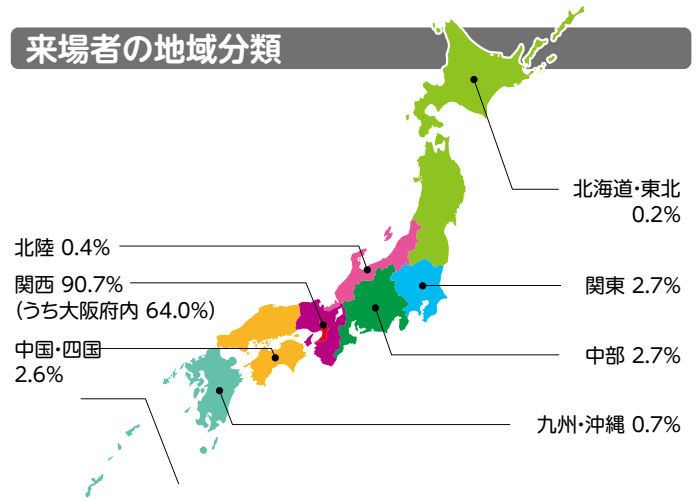 来場者の地域分類
北海道・東北
0.2%
北陸 0.4%
関西 90.7%
(うち大阪府内 64.0%)
関東 2.7%
中国・四国
2.6%
中部 2.7%
九州・沖縄 0.7%